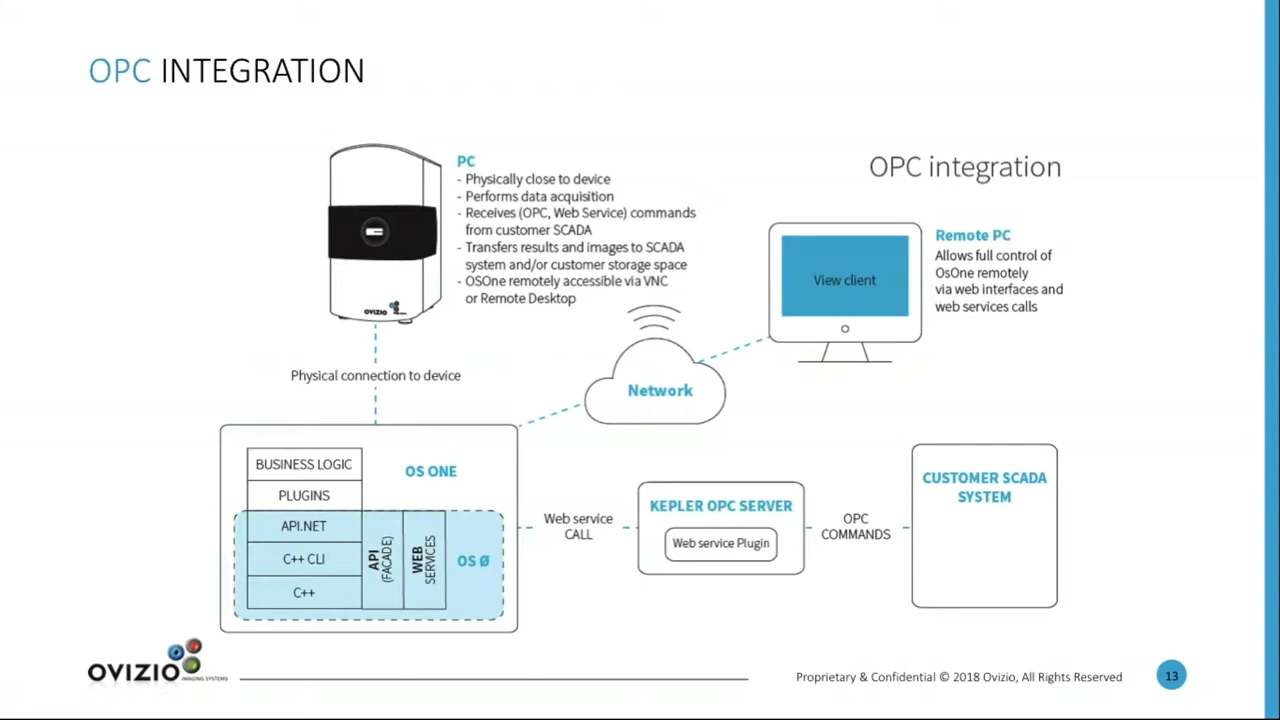 OPC INTEGRATION
OPC integration
PC
- Physically close to device
- Performs data acquisition
- Receives (OPC, Web Service) commands
from customer SCADA
- Transfers results and images to SCADA
system and/or customer storage space
- OSOne remotely accessible via VNC
or Remote Desktop
OVIZIO
View client
Remote PC
Allows full control of
OsOne remotely
via web interfaces and
web services calls
Physical connection to device
Network
OS ONE
BUSINESS LOGIC
PLUGINS
API.NET
C++ CLI
C++
API
(FACADE)
WEB
SERVICES
OS Ø
Web service
CALL
KEPLER OPC SERVER
Web service Plugin
OPC
COMMANDS
CUSTOMER SCADA
SYSTEM
OVIZIO
IMAGING SYSTEMS
Proprietary & Confidential © 2018 Ovizio, All Rights Reserved
13